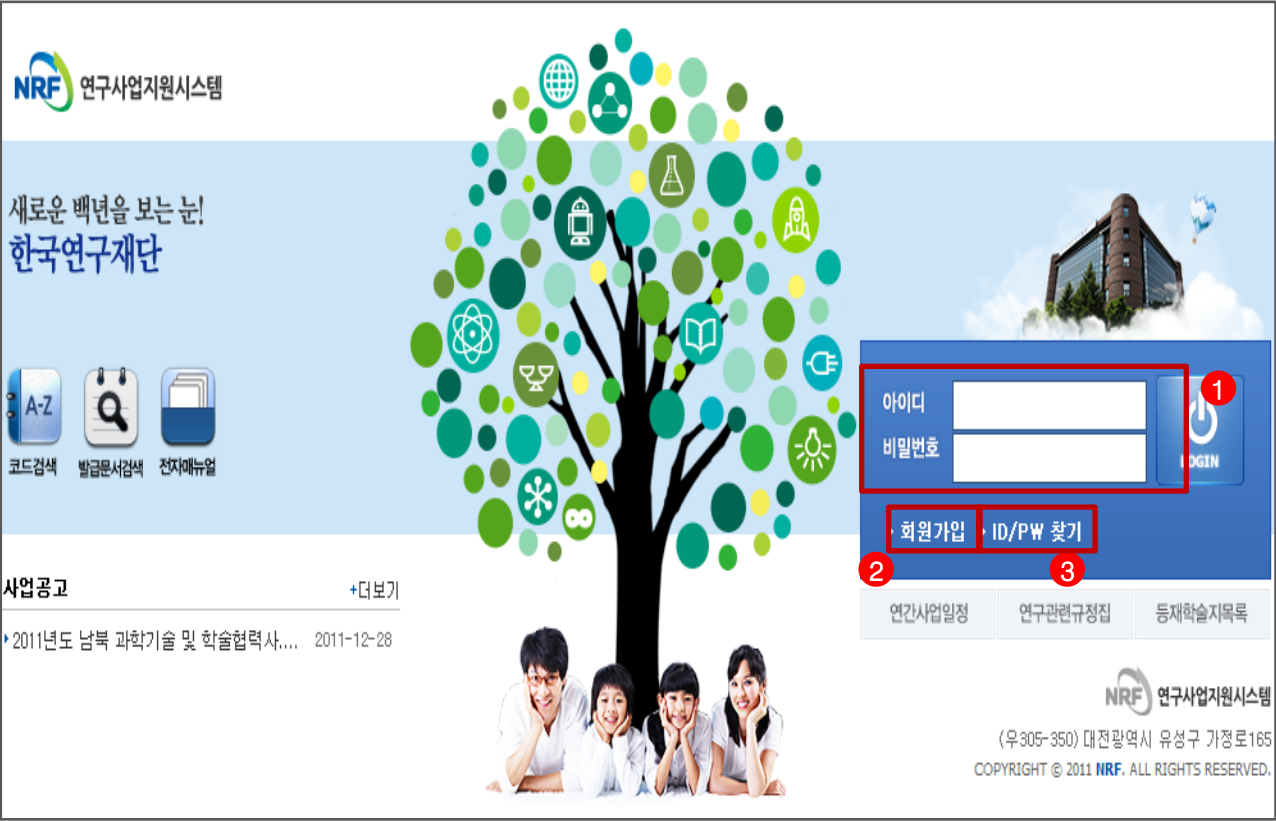 NRF 연구사업지원시스템
새로운 백년을 보는 눈!
한국연구재단
A-Z
코드검색 발급문서검색 전자매뉴얼
아이디
비밀번호
LOGIN
1
회원가입 ID/PW 찾기
2 3
사업공고 +더보기
2011년도 남북 과학기술 및 학술협력사.... 2011-12-28
연간사업일정 연구관련규정집 등재학술지목록
NRF 연구사업지원시스템
(우305-350) 대전광역시 유성구 가정로165
COPYRIGHT © 2011 NRF. ALL RIGHTS RESERVED.